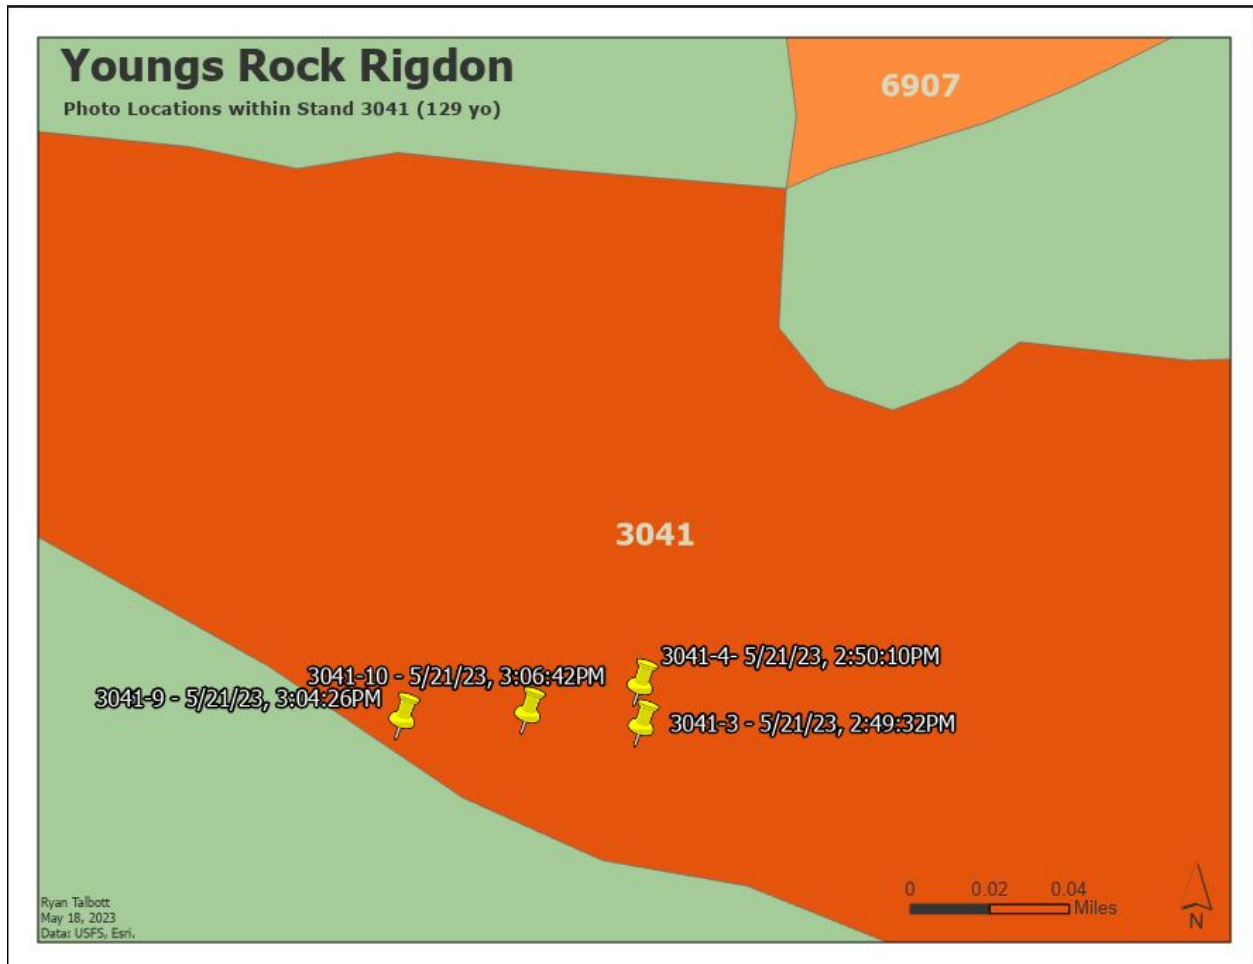 Youngs Rock Rigdon
Photo Locations within Stand 3041 (129 yo)
6907
3041
3041-4- 5/21/23, 2:50:10PM
3041-10 - 5/21/23, 3:06:42PM
3041-9 - 5/21/23, 3:04:26PM
3041-3 - 5/21/23, 2:49:32PM
Ryan Talbott
May 18, 2023
Data: USFS, Esri.
0 0.02 0.04
Miles
N